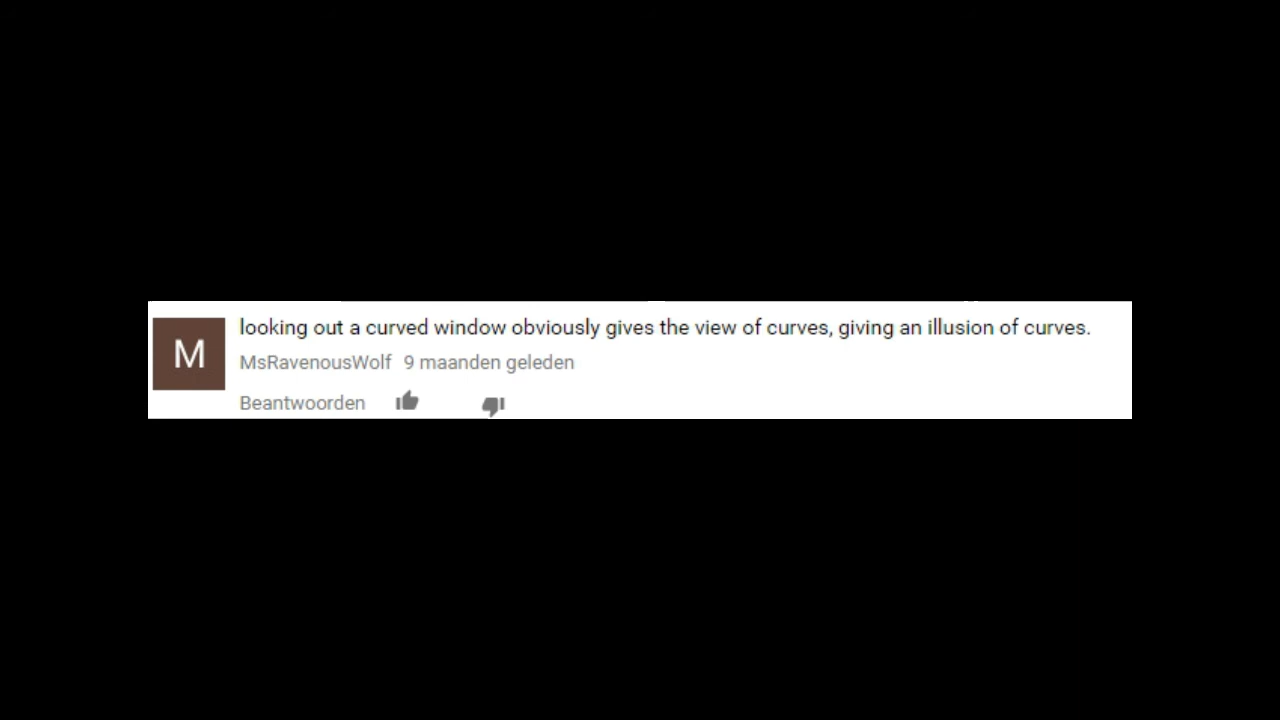 M
looking out a curved window obviously gives the view of curves, giving an illusion of curves.
MsRavenousWolf 9 maanden geleden
Beantwoorden